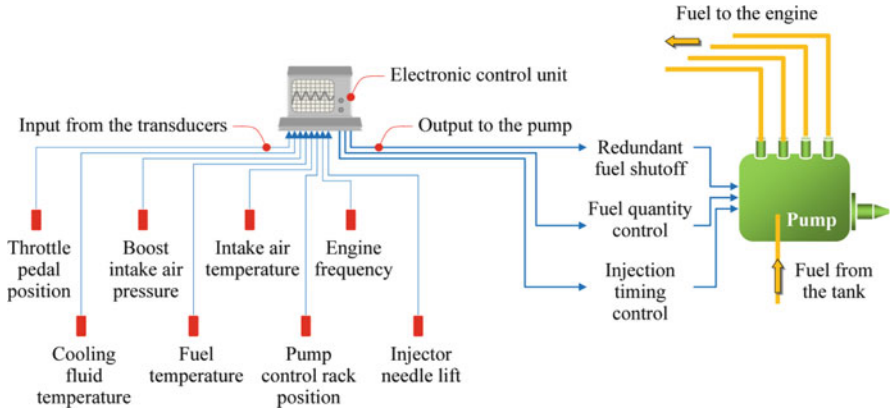 Fuel to the engine
Electronic control unit
Input from the transducers
Output to the pump
Redundant
fuel shutoff
Fuel quantity
control
Injection
timing
control
Pump
Fuel from
the tank
Throttle
pedal
position
Boost
intake air
pressure
Intake air
temperature
Engine
frequency
Cooling
fluid
temperature
Fuel
temperature
Pump
control rack
position
Injector
needle lift